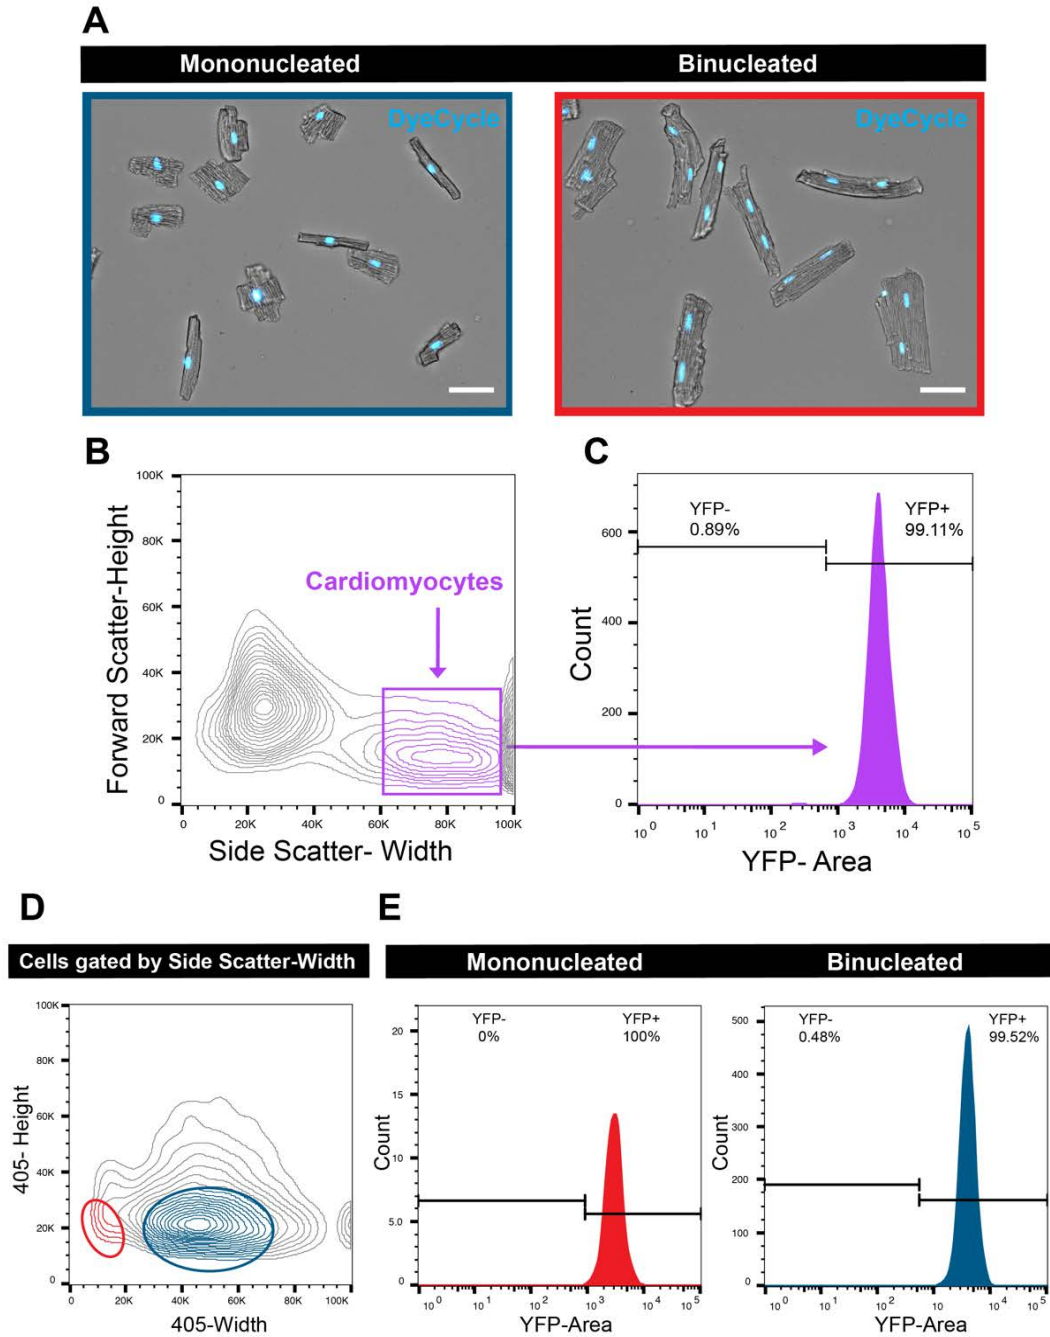 A
Mononucleated
Binucleated
DyeCycle
DyeCycle
B
100K
80K
60K
40K
20K
0
Forward Scatter-Height
Cardiomyocytes
0 20K 40K 60K 80K 100K
Side Scatter- Width
C
YFP-
0.89%
YFP+
99.11%
600
400
200
0
Count
10 0 10 1 10 2 10 3 10 4 10 5
YFP- Area
D
Cells gated by Side Scatter-Width
100K
80K
60K
40K
20K
0
405- Height
0 20K 40K 60K 80K 100K
405-Width
E
Mononucleated
Binucleated
YFP-
0%
YFP+
100%
20
15
10
5.0
0
Count
10 0 10 1 10 2 10 3 10 4 10 5
YFP-Area
YFP-
0.48%
YFP+
99.52%
500
400
300
200
100
0
Count
10 0 10 1 10 2 10 10 4 10 5
YFP-Area